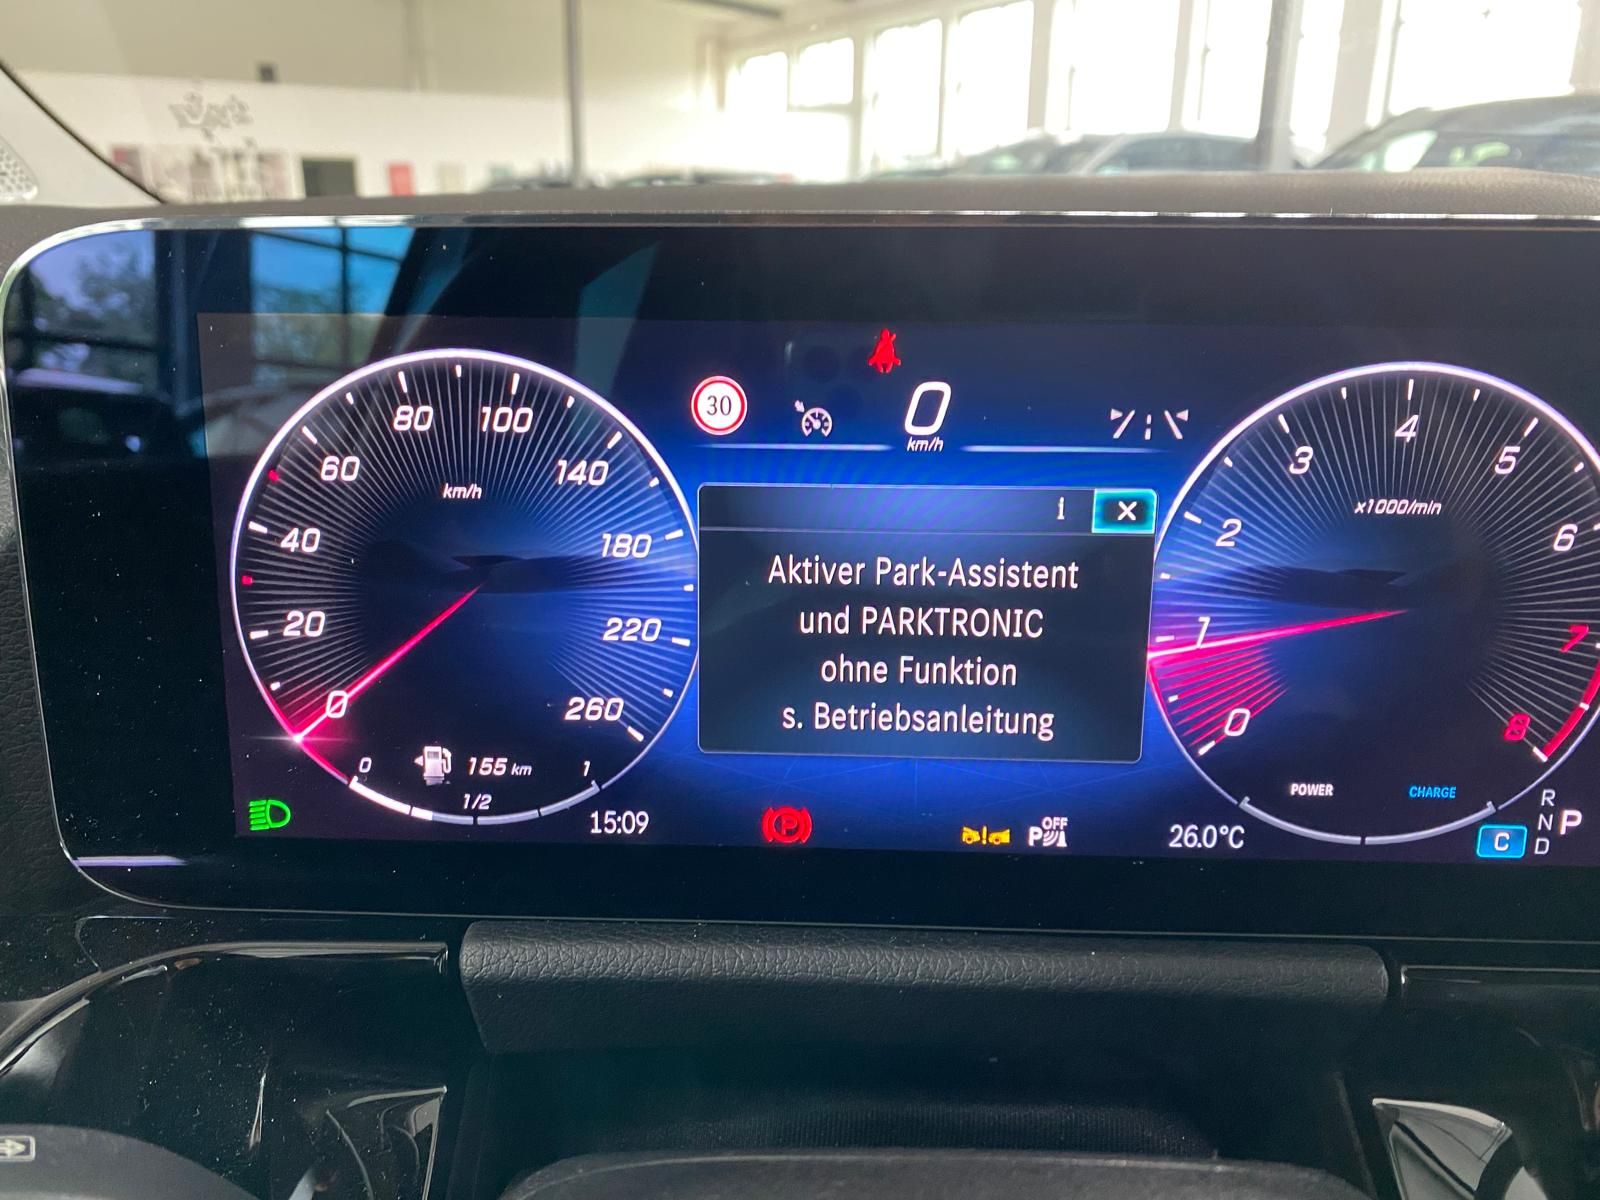 30
0
km/h
80 100
60 140
km/h
40 180
20 220
0 260
0 155 km 1
1/2
15:09
i X
Aktiver Park-Assistent
und PARKTRONIC
ohne Funktion
s. Betriebsanleitung
P
P OFF
26.0°C
4
3 5
x1000/min
2 6
1 7
0 8
POWER CHARGE
R
N P
C D